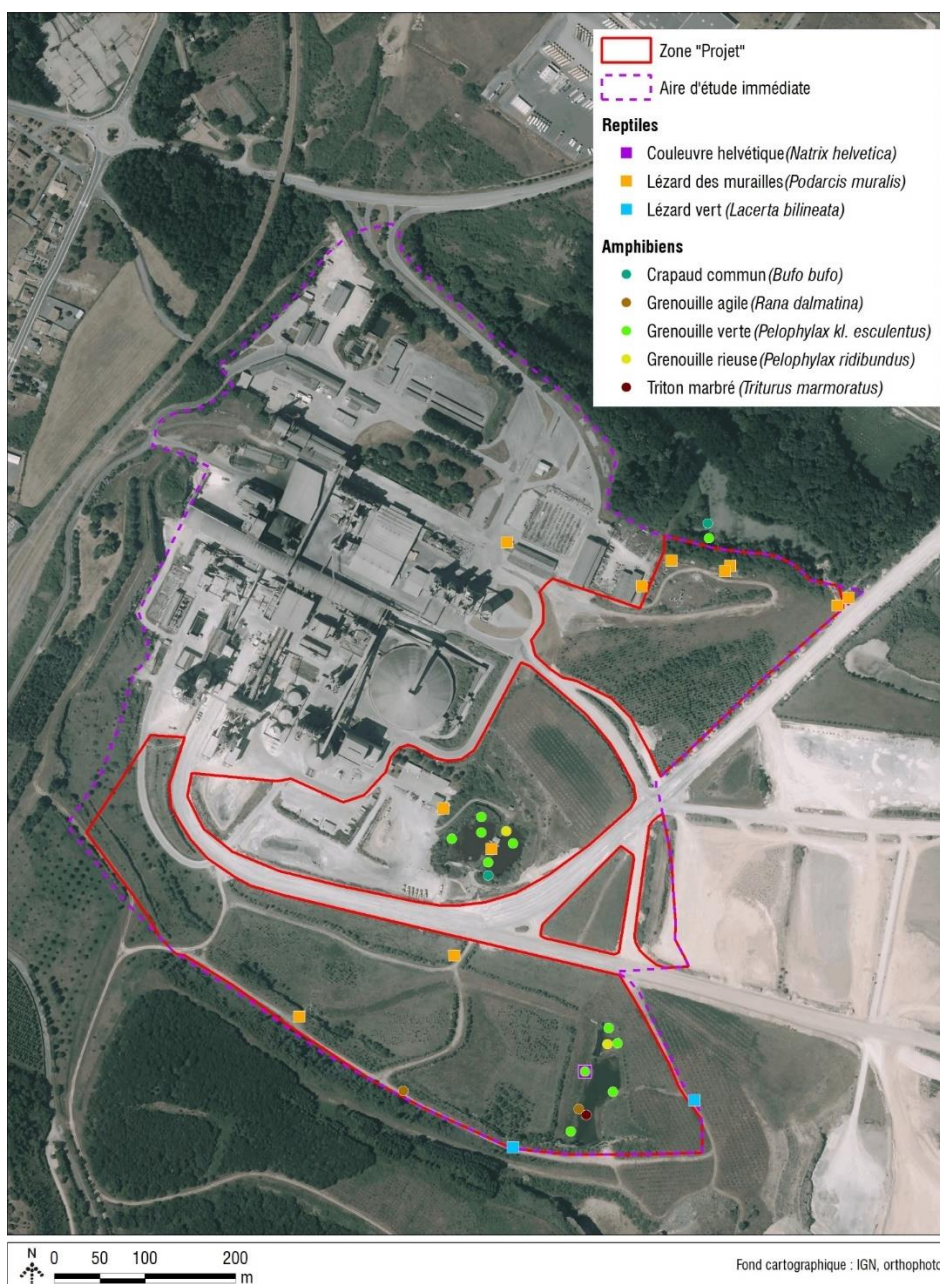 Zone "Projet"
Aire d'étude immédiate
Reptiles
Couleuvre helvétique (Natrix helvetica)
Lézard des murailles (Podarcis muralis)
Lézard vert (Lacerta bilineata)
Amphibiens
Crapaud commun (Bufo bufo)
Grenouille agile (Rana dalmatina)
Grenouille verte (Pelophylax kl. esculentus)
Grenouille rieuse (Pelophylax ridibundus)
Triton marbré (Triturus marmoratus)
N 0 50 100 200
m
Fond cartographique : IGN, orthophoto